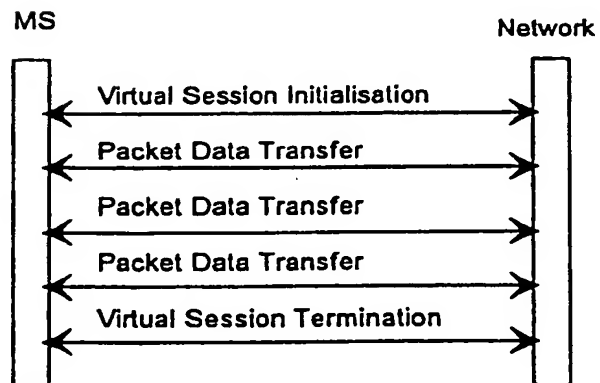 MS
Network
Virtual Session Initialisation
Packet Data Transfer
Packet Data Transfer
Packet Data Transfer
Virtual Session Termination